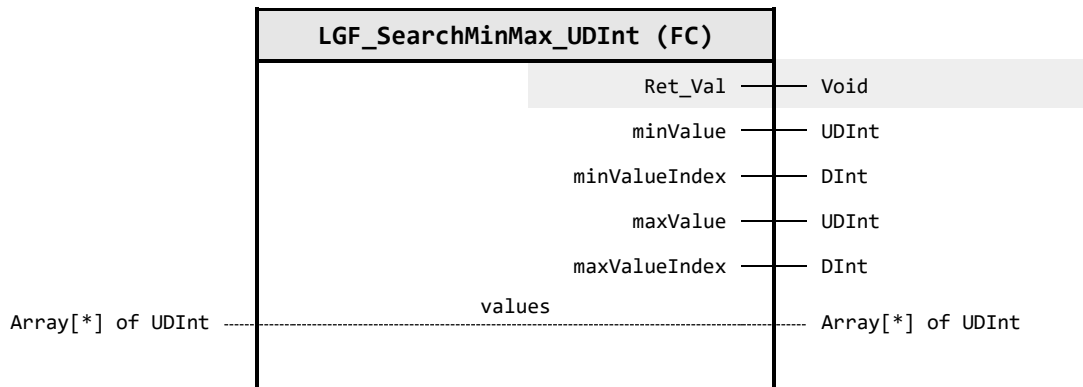 LGF_SearchMinMax_UDInt (FC)
Ret_Val Void
minValue UDInt
minValueIndex DInt
maxValue UDInt
maxValueIndex DInt
values
Array[*] of UDInt Array[*] of UDInt